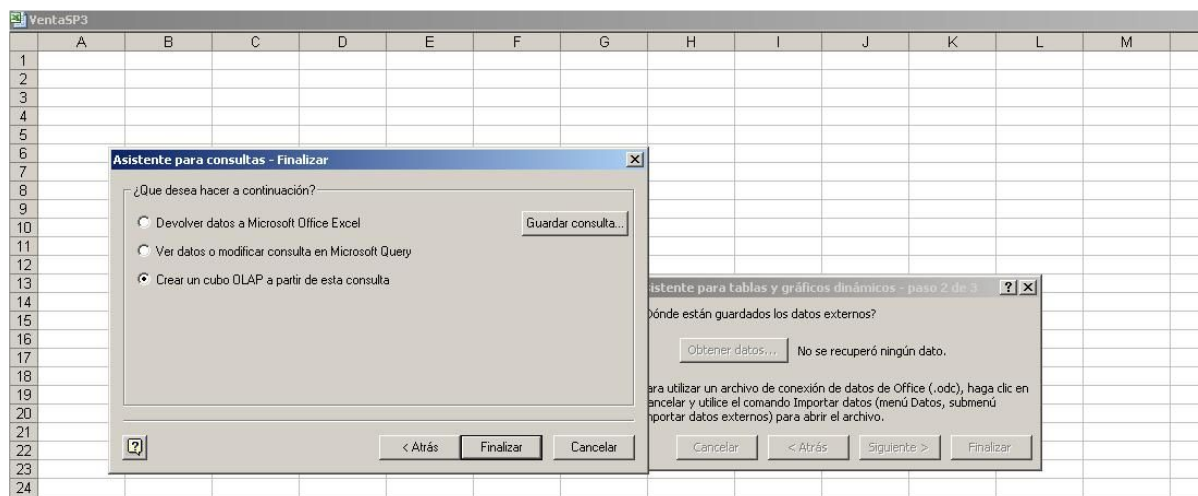 VentaSP3
A B C D E F G H I J K L M
1
2
3
4
5
6
7
8
9
10
11
12
13
14
15
16
17
18
19
20
21
22
23
24
Asistente para consultas - Finalizar
¿Que desea hacer a continuación?
Devolver datos a Microsoft Office Excel
Guardar consulta...
Ver datos o modificar consulta en Microsoft Query
Crear un cubo OLAP a partir de esta consulta
< Atrás Finalizar Cancelar
istente para tablas y gráficos dinámicos - paso 2 de 3
Dónde están guardados los datos externos?
Obtener datos... No se recuperó ningún dato.
ara utilizar un archivo de conexión de datos de Office (.odc), haga clic en
ancelar y utilice el comando Importar datos (menú Datos, submenú
mportar datos externos) para abrir el archivo.
Cancelar < Atrás Siguiente > Finalizar